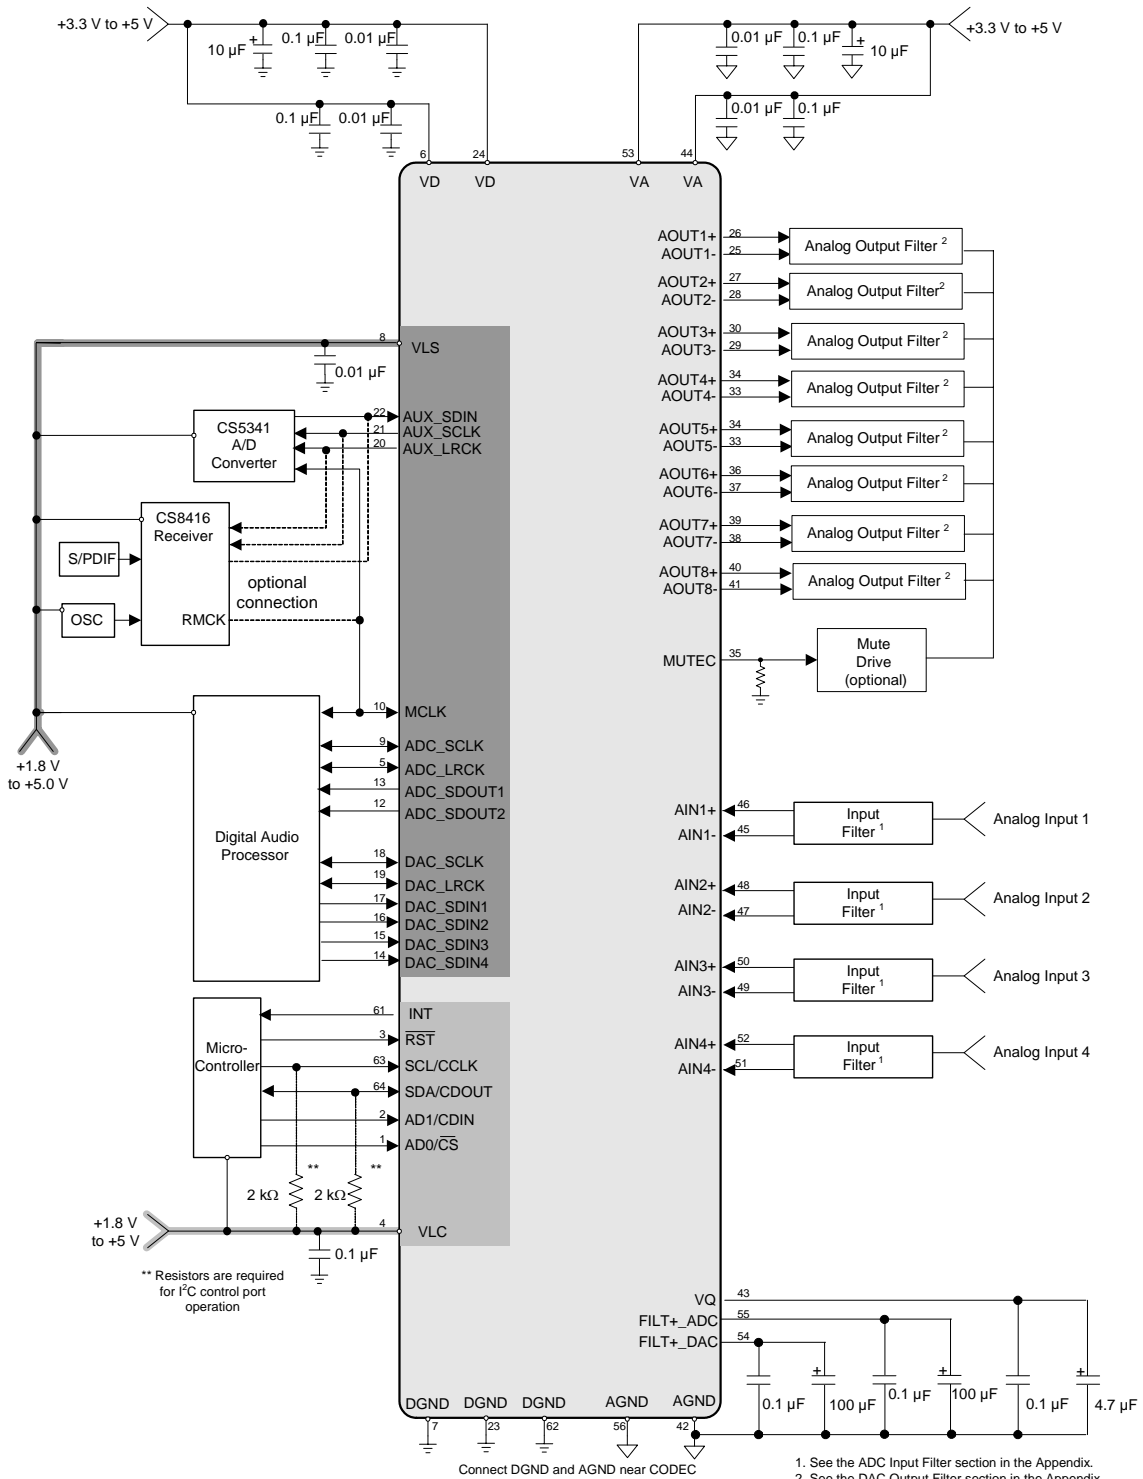 +3.3 V to +5 V
10 µF
+
0.1 µF
0.01 µF
0.1 µF
0.01 µF
0.01 µF
0.1 µF
+
10 µF
+3.3 V to +5 V
0.01 µF
0.1 µF
6
24
53
44
VD
VD
VA
VA
8
VLS
0.01 µF
CS5341
A/D
Converter
22
AUX_SDIN
21
AUX_SCLK
20
AUX_LRCK
CS8416
Receiver
S/PDIF
OSC
RMCK
optional
connection
+1.8 V
to +5.0 V
Digital Audio
Processor
10
MCLK
9
ADC_SCLK
5
ADC_LRCK
13
ADC_SDOUT1
12
ADC_SDOUT2
18
DAC_SCLK
19
DAC_LRCK
17
DAC_SDIN1
16
DAC_SDIN2
15
DAC_SDIN3
14
DAC_SDIN4
Micro-
Controller
61
INT
3
RST
63
SCL/CCLK
64
SDA/CDOUT
2
AD1/CDIN
1
AD0/CS
**
**
2 kΩ
2 kΩ
+1.8 V
to +5 V
4
VLC
0.1 µF
** Resistors are required
for I²C control port
operation
AOUT1+
26
AOUT1-
25
Analog Output Filter ²
AOUT2+
27
AOUT2-
28
Analog Output Filter²
AOUT3+
30
AOUT3-
29
Analog Output Filter ²
AOUT4+
34
AOUT4-
33
Analog Output Filter ²
AOUT5+
34
AOUT5-
33
Analog Output Filter ²
AOUT6+
36
AOUT6-
37
Analog Output Filter ²
AOUT7+
39
AOUT7-
38
Analog Output Filter ²
AOUT8+
40
AOUT8-
41
Analog Output Filter ²
MUTEC
35
Mute
Drive
(optional)
AIN1+
46
AIN1-
45
Input
Filter ¹
Analog Input 1
AIN2+
48
AIN2-
47
Input
Filter ¹
Analog Input 2
AIN3+
50
AIN3-
49
Input
Filter ¹
Analog Input 3
AIN4+
52
AIN4-
51
Input
Filter ¹
Analog Input 4
VQ
43
FILT+_ADC
55
FILT+_DAC
54
0.1 µF
+
100 µF
0.1 µF
+
100 µF
0.1 µF
+
4.7 µF
DGND
DGND
DGND
AGND
AGND
7
23
62
56
42
Connect DGND and AGND near CODEC
1. See the ADC Input Filter section in the Appendix.
2. See the DAC Output Filter section in the Appendix.